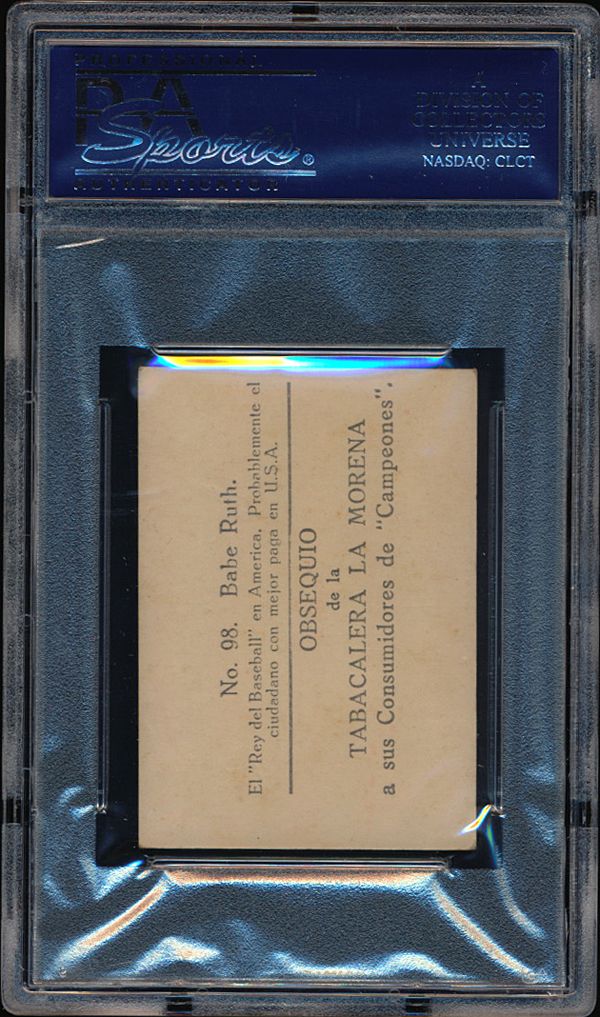 PROFESSIONAL
PSA
Sports®
AUTHENTICATOR
A
DIVISION OF
COLLECTORS
UNIVERSE
NASDAQ: CLCT
No. 98. Babe Ruth.
El "Rey del Baseball" en America. Probablemente el
ciudadano con mejor paga en U.S.A.
OBSEQUIO
de la
TABACALERA LA MORENA
a sus Consumidores de "Campeones".